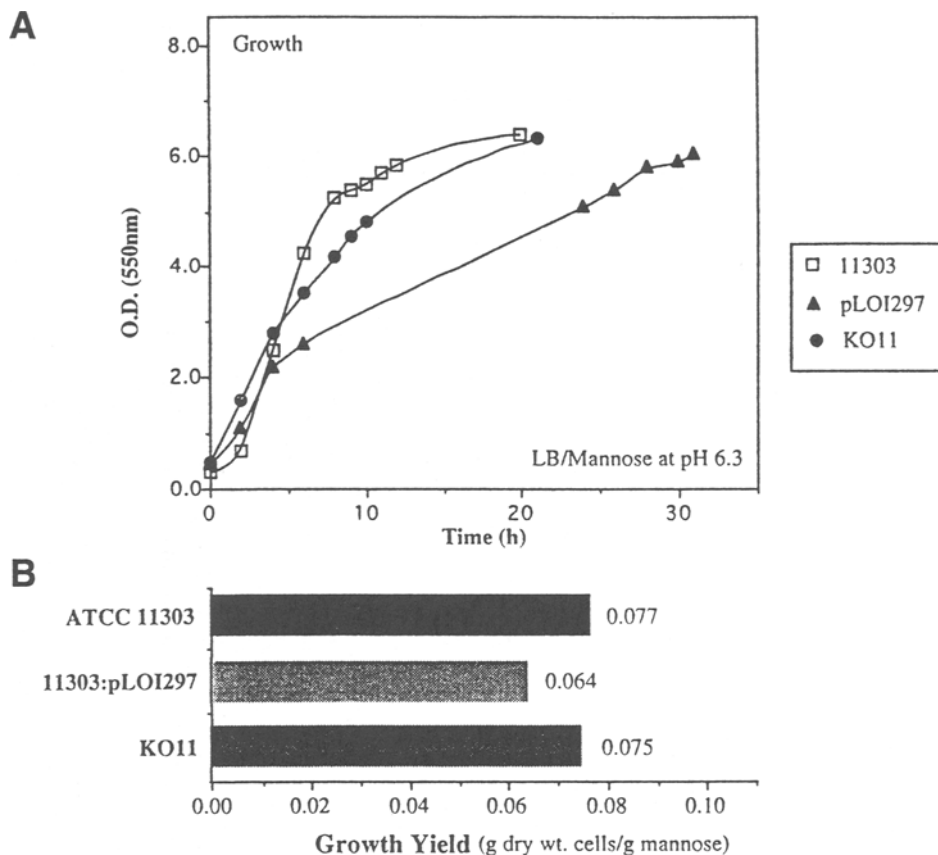 A
Growth
8.0
6.0
4.0
2.0
0.0
O.D. (550nm)
LB/Mannose at pH 6.3
0
10
20
30
Time (h)
11303
pLOI297
KO11
B
ATCC 11303
0.077
11303:pLOI297
0.064
KO11
0.075
0.00
0.02
0.04
0.06
0.08
0.10
Growth Yield (g dry wt. cells/g mannose)